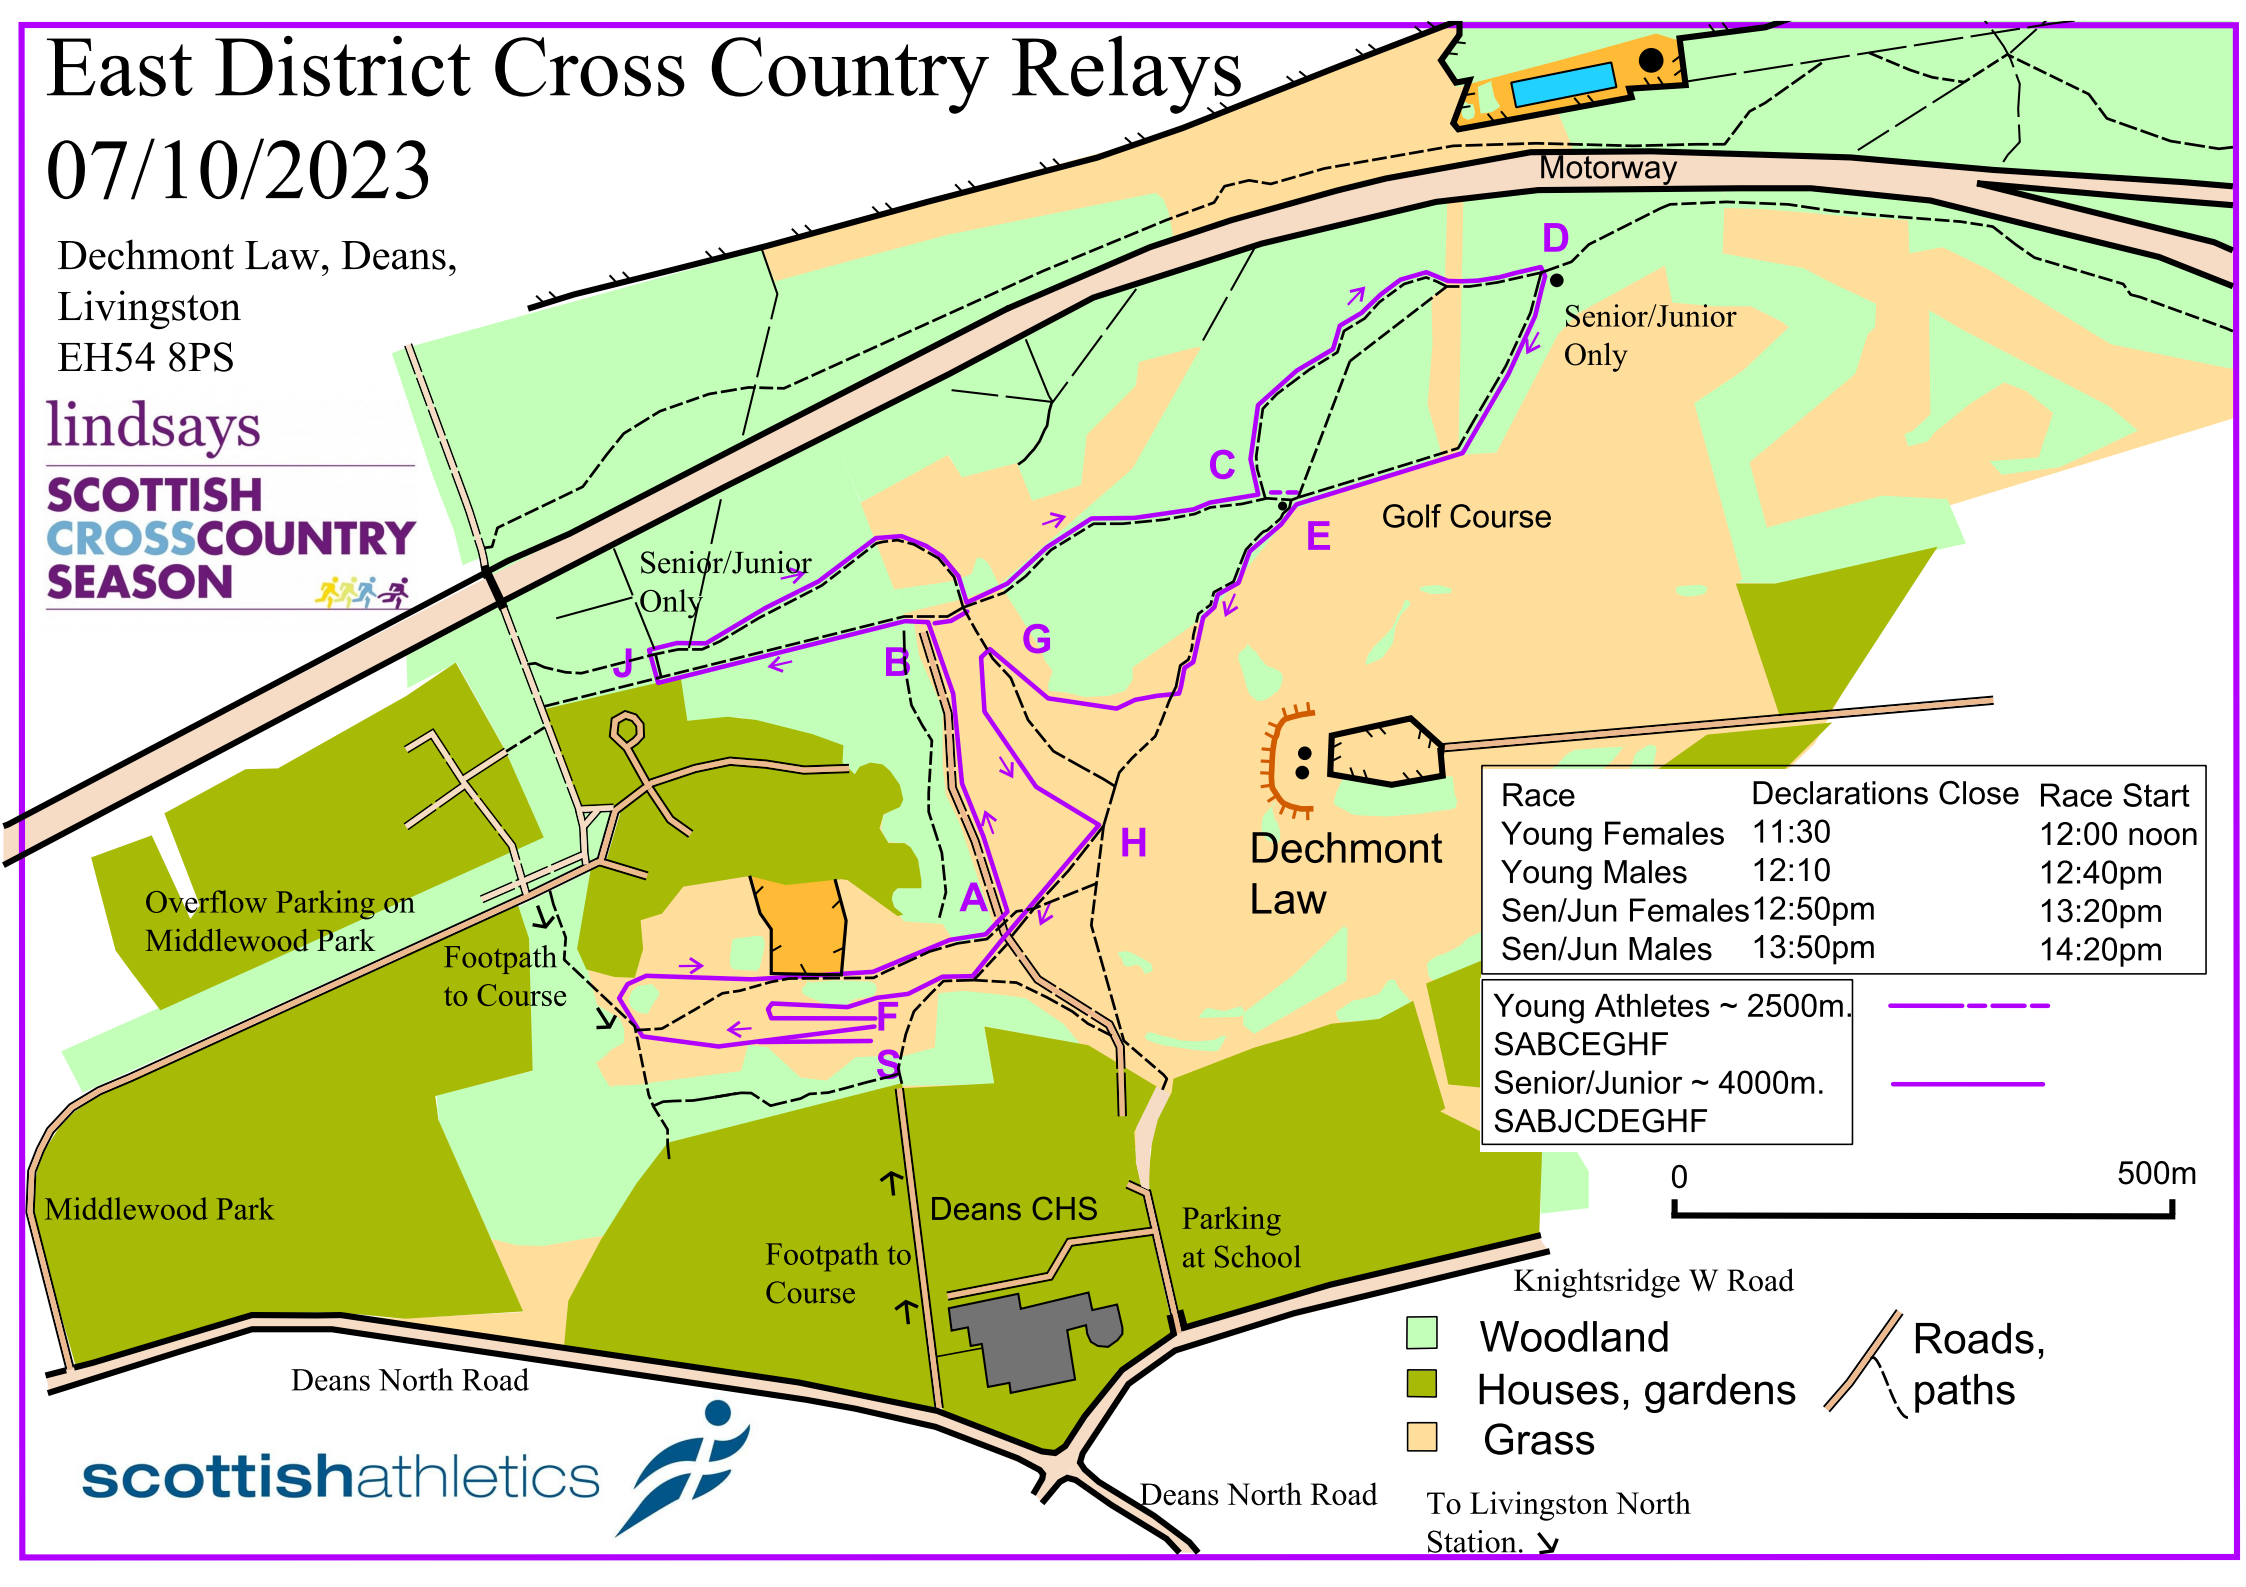 East District Cross Country Relays
07/10/2023
Dechmont Law, Deans,
Livingston
EH54 8PS
lindsays
SCOTTISH
CROSSCOUNTRY
SEASON
Motorway
D
Senior/Junior
Only
C
E
Golf Course
Senior/Junior
Only
G
J
B
H
A
Dechmont
Law
Race Declarations Close Race Start
Young Females 11:30 12:00 noon
Young Males 12:10 12:40pm
Sen/Jun Females 12:50pm 13:20pm
Sen/Jun Males 13:50pm 14:20pm
Overflow Parking on
Middlewood Park
Footpath
to Course
F
S
Young Athletes ~ 2500m.
SABCEGHF
Senior/Junior ~ 4000m.
SABJCDEGHF
0 500m
Middlewood Park
Deans CHS
Parking
at School
Footpath to
Course
Knightsridge W Road
Woodland
Houses, gardens
Grass
Roads,
paths
Deans North Road
scottishathletics
Deans North Road
To Livingston North
Station.